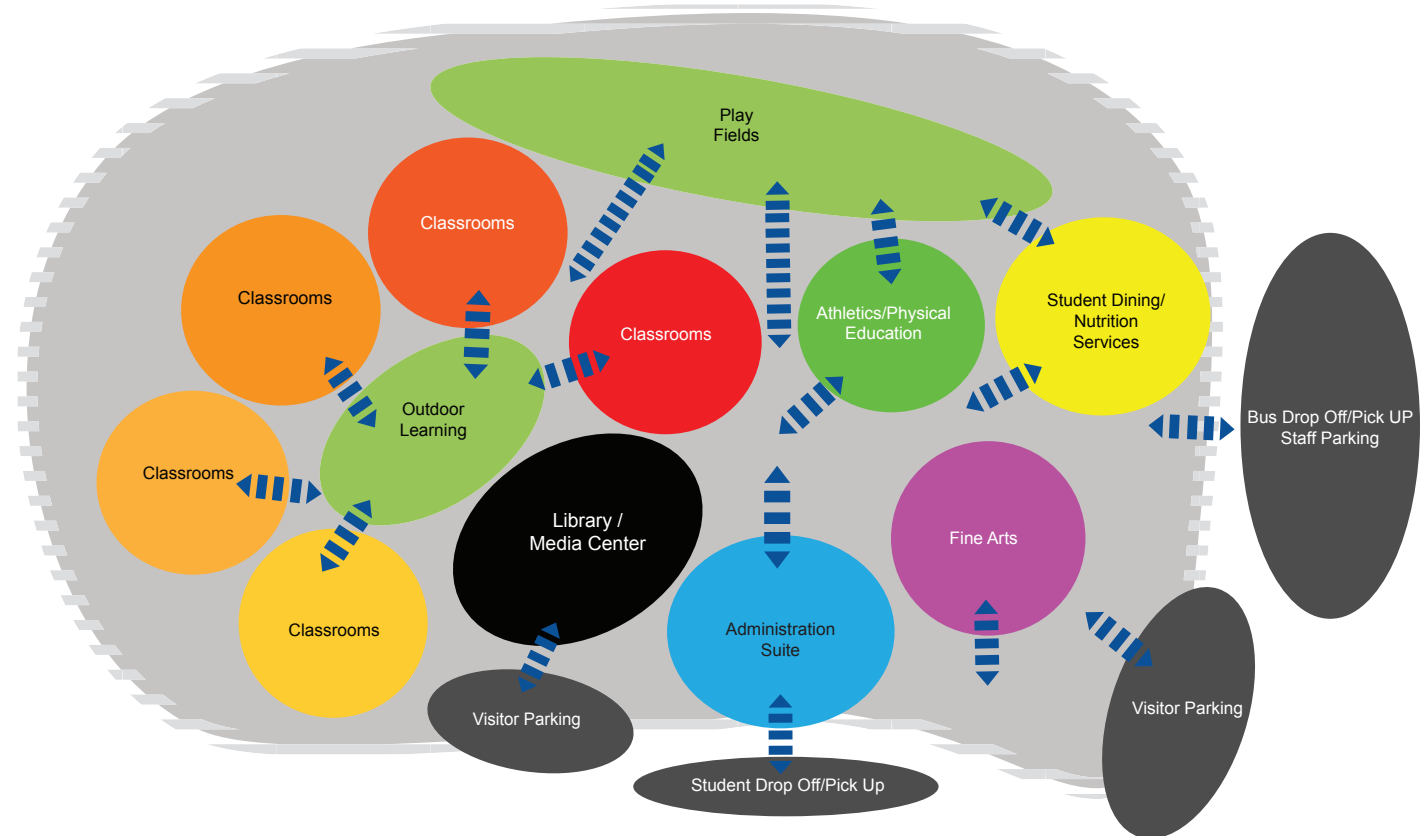 Play
Fields
Classrooms
Classrooms
Classrooms
Athletics/Physical
Education
Student Dining/
Nutrition
Services
Outdoor
Learning
Bus Drop Off/Pick UP
Staff Parking
Classrooms
Library /
Media Center
Fine Arts
Classrooms
Administration
Suite
Visitor Parking
Visitor Parking
Student Drop Off/Pick Up